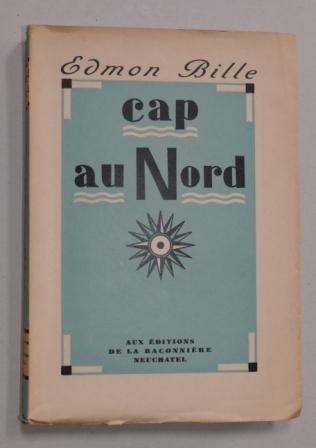 Edmon Bille
cap
au Nord
AUX ÉDITIONS
DE LA BACONNIÈRE
NEUCHATEL